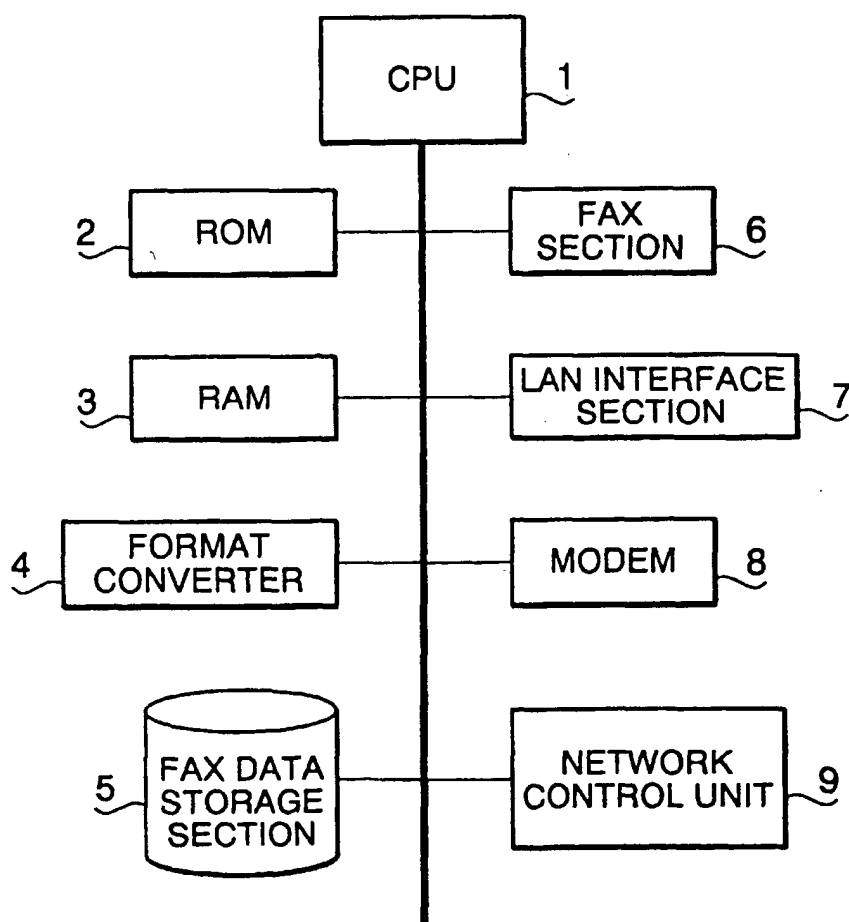 CPU
1
2
ROM
FAX
SECTION
6
3
RAM
LAN INTERFACE
SECTION
7
4
FORMAT
CONVERTER
MODEM
8
5
FAX DATA
STORAGE
SECTION
NETWORK
CONTROL UNIT
9